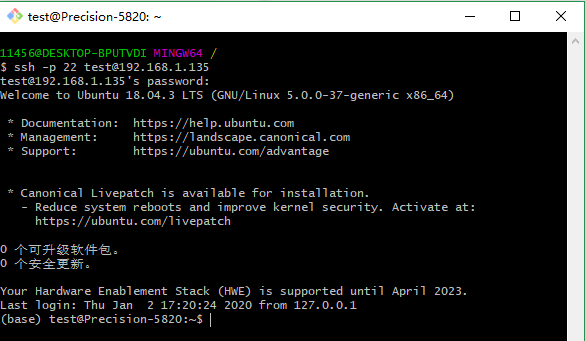 test@Precision-5820: ~
11456@DESKTOP-BPUTVDI MINGW64 /
$ ssh -p 22 test@192.168.1.135
test@192.168.1.135's password:
Welcome to Ubuntu 18.04.3 LTS (GNU/Linux 5.0.0-37-generic x86_64)
* Documentation:  https://help.ubuntu.com
* Management:     https://landscape.canonical.com
* Support:        https://ubuntu.com/advantage
* Canonical Livepatch is available for installation.
- Reduce system reboots and improve kernel security. Activate at:
https://ubuntu.com/livepatch
0 个可升级软件包。
0 个安全更新。
Your Hardware Enablement Stack (HWE) is supported until April 2023.
Last login: Thu Jan  2 17:20:24 2020 from 127.0.0.1
(base) test@Precision-5820:~$